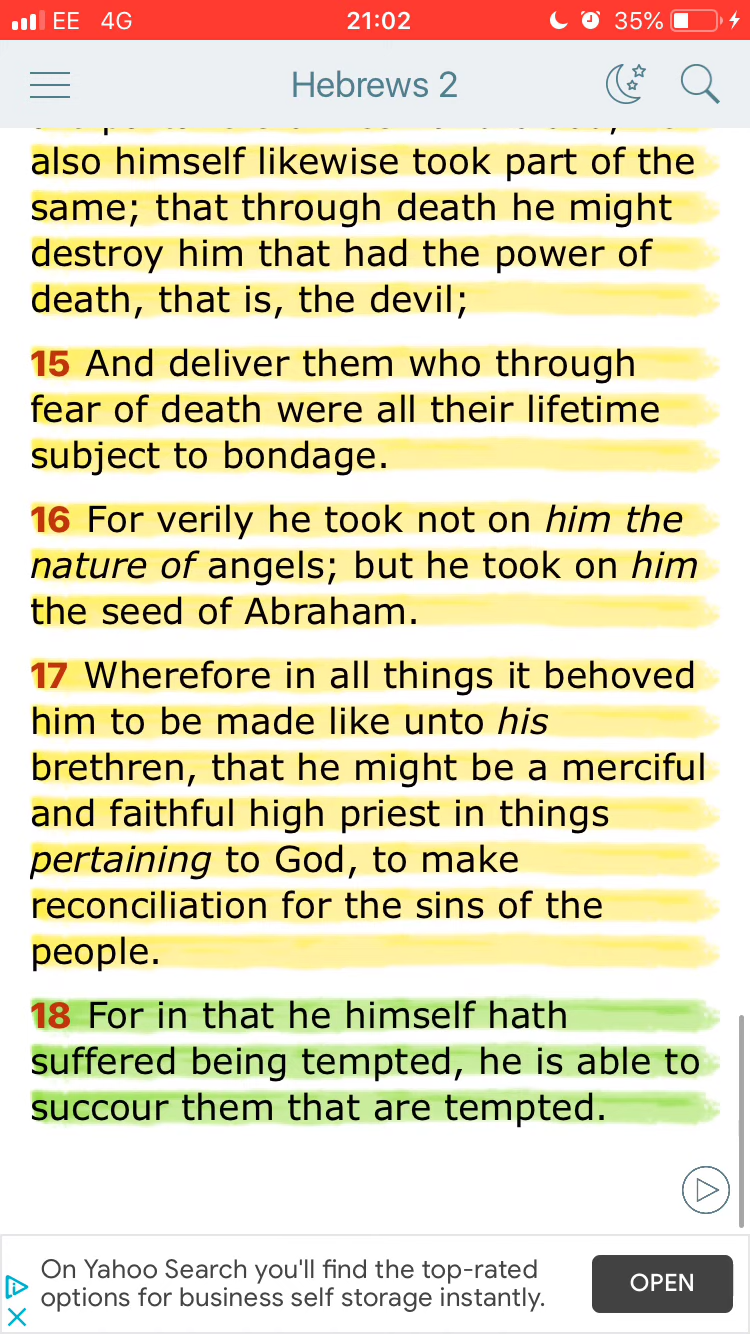 EE 4G 21:02 35%
Hebrews 2
also himself likewise took part of the
same; that through death he might
destroy him that had the power of
death, that is, the devil;
15 And deliver them who through
fear of death were all their lifetime
subject to bondage.
16 For verily he took not on him the
nature of angels; but he took on him
the seed of Abraham.
17 Wherefore in all things it behoved
him to be made like unto his
brethren, that he might be a merciful
and faithful high priest in things
pertaining to God, to make
reconciliation for the sins of the
people.
18 For in that he himself hath
suffered being tempted, he is able to
succour them that are tempted.
On Yahoo Search you'll find the top-rated
options for business self storage instantly.
OPEN